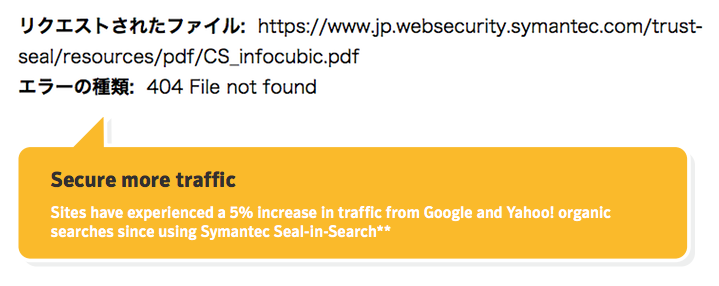 リクエストされたファイル: https://www.jp.websecurity.symantec.com/trust-
seal/resources/pdf/CS_infocubic.pdf
エラーの種類: 404 File not found
Secure more traffic
Sites have experienced a 5% increase in traffic from Google and Yahoo! organic
searches since using Symantec Seal-in-Search**